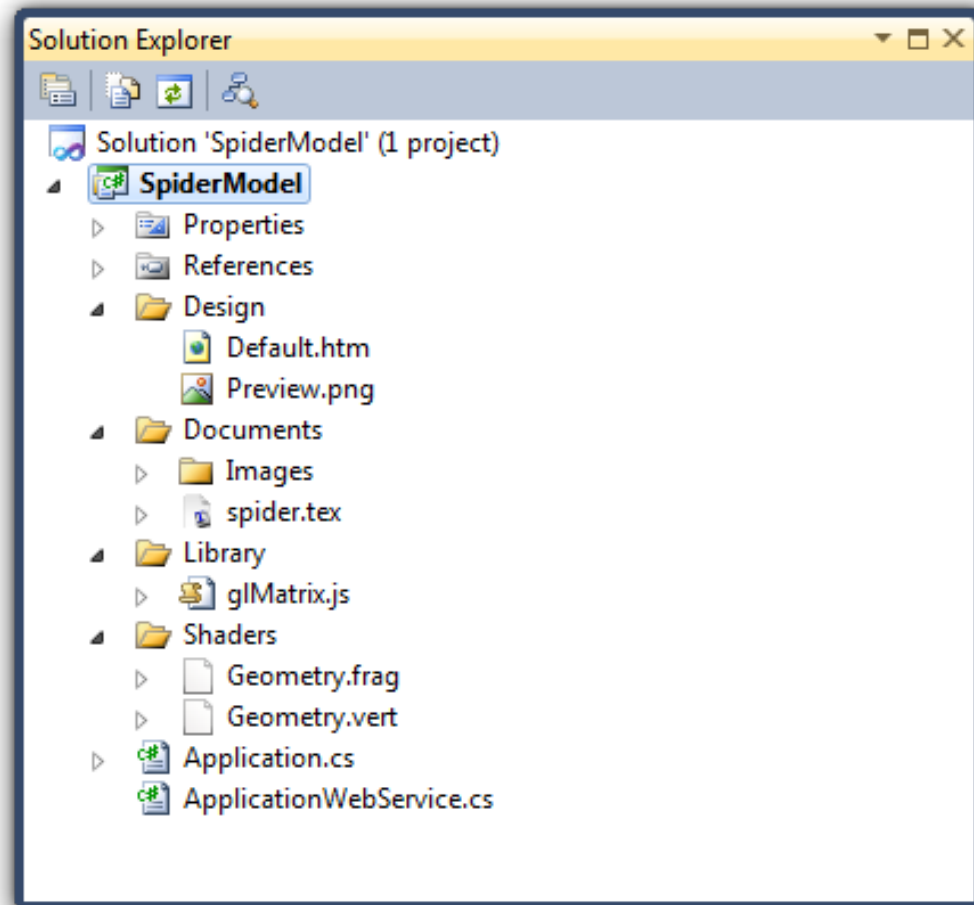 Solution Explorer
Solution 'SpiderModel' (1 project)
SpiderModel
Properties
References
Design
Default.htm
Preview.png
Documents
Images
spider.tex
Library
glMatrix.js
Shaders
Geometry.frag
Geometry.vert
Application.cs
ApplicationWebService.cs